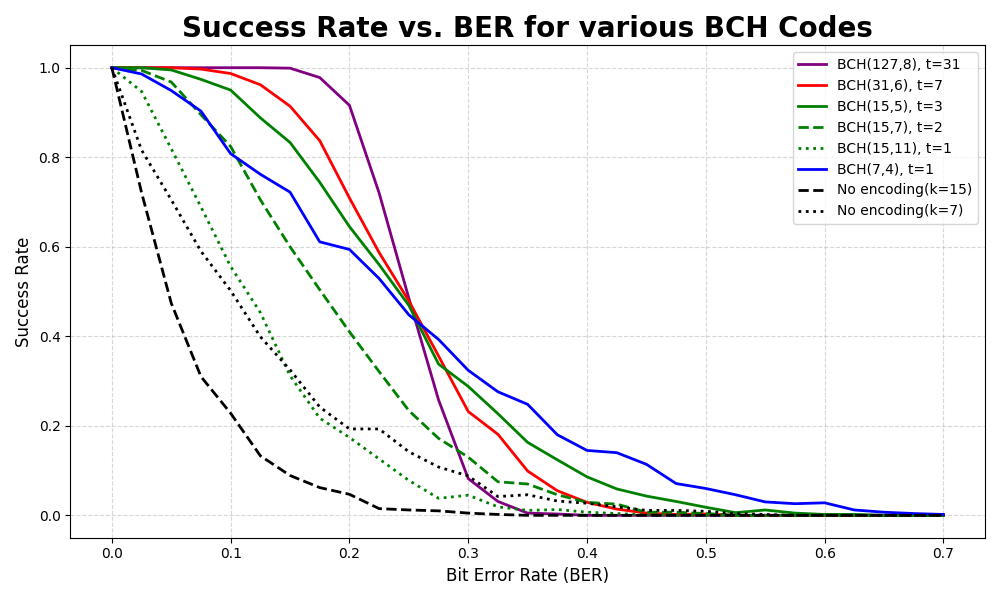 Success Rate vs. BER for various BCH Codes
Success Rate
1.0
0.8
0.6
0.4
0.2
0.0
BCH(127,8), t=31
BCH(31,6), t=7
BCH(15,5), t=3
BCH(15,7), t=2
BCH(15,11), t=1
BCH(7,4), t=1
No encoding(k=15)
No encoding(k=7)
0.0 0.1 0.2 0.3 0.4 0.5 0.6 0.7
Bit Error Rate (BER)